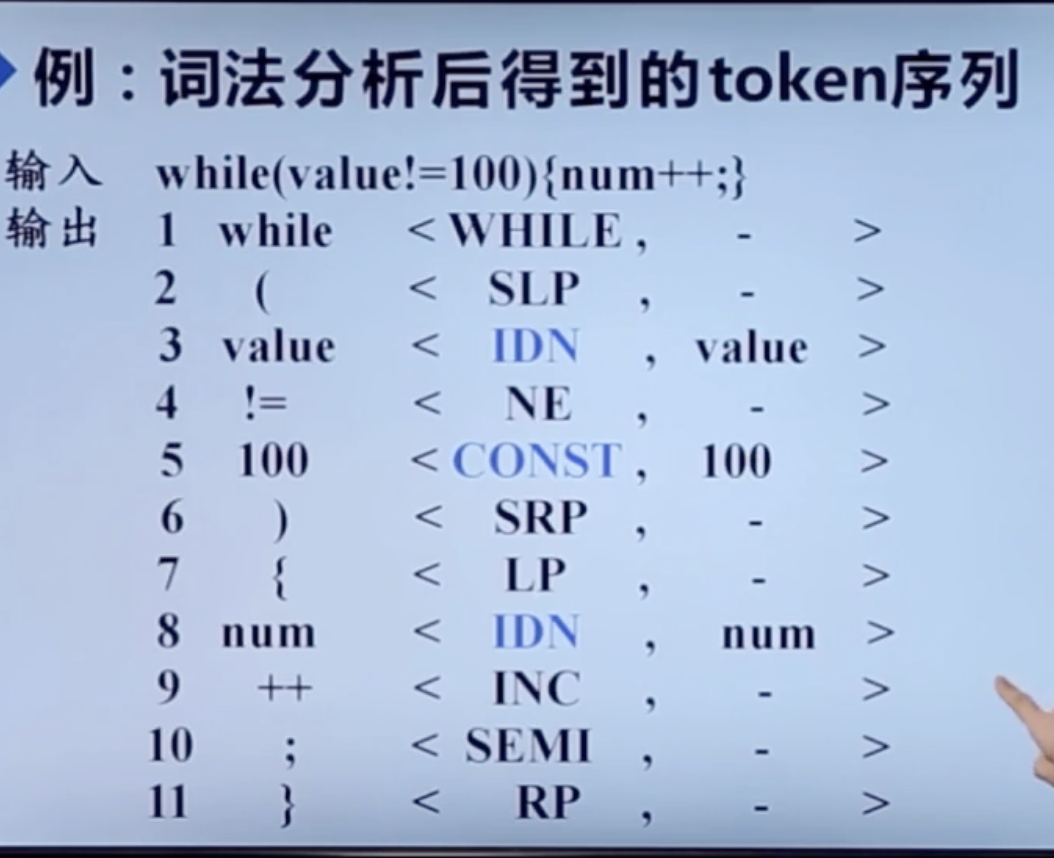 例：词法分析后得到的token序列
输入 while(value!=100){num++;}
输出 1 while < WHILE , - >
2 ( < SLP , - >
3 value < IDN , value >
4 != < NE , - >
5 100 < CONST , 100 >
6 ) < SRP , - >
7 { < LP , - >
8 num < IDN , num >
9 ++ < INC , - >
10 ; < SEMI , - >
11 } < RP , - >